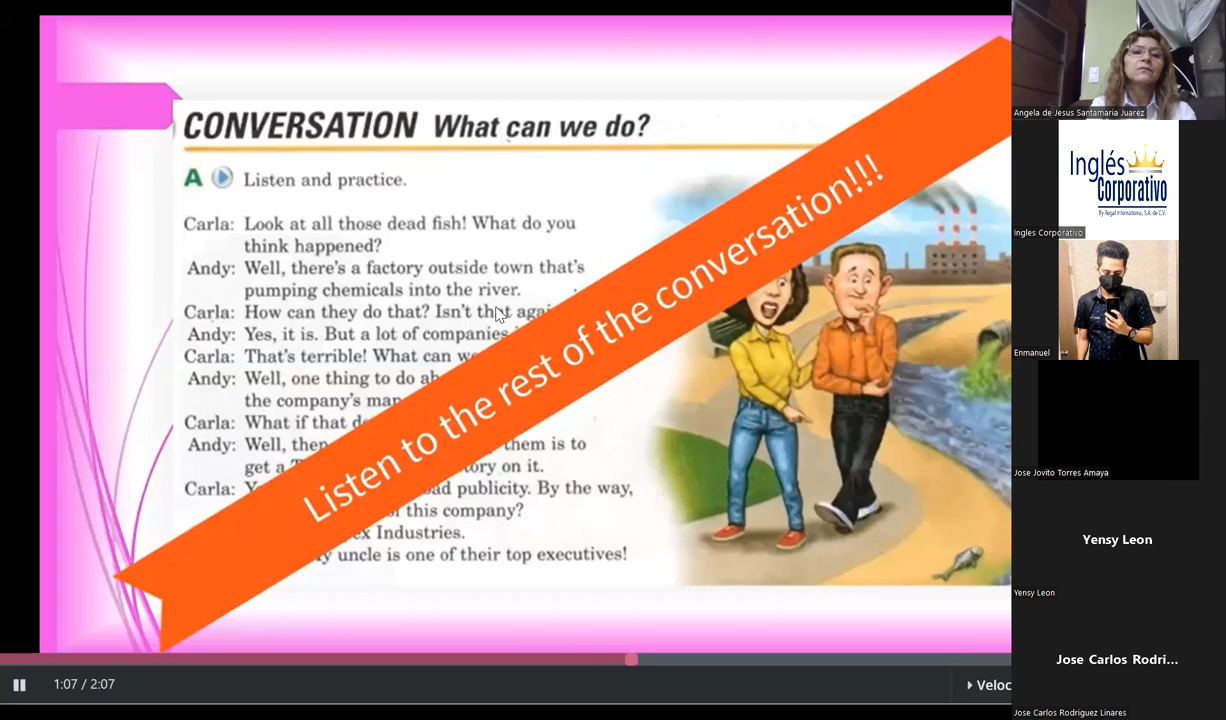 CONVERSATION What can we do?
A Listen and practice.
Carla: Look at all those dead fish! What do you
think happened?
Andy: Well, there's a factory outside town that's
pumping chemicals into the river.
Carla: How can they do that? Isn't that
Andy: Yes, it is. But a lot of companies
Carla: That's terrible! What can
Andy: Well, one thing to do
the company's
Carla: What if that
Andy: Well, them is to
get a on it.
Carla: publicity. By the way,
of this company?
Industries.
uncle is one of their top executives!
Listen to the rest of the conversation!!!
1:07 / 2:07
Angela de Jesus Santamaria Juarez
Inglés
Corporativo
By Regal International, S.A. de C.V.
Ingles Corporativo
Enmanuel
Jose Jovito Torres Amaya
Yensy Leon
Yensy Leon
Jose Carlos Rodri...
Jose Carlos Rodriguez Linares